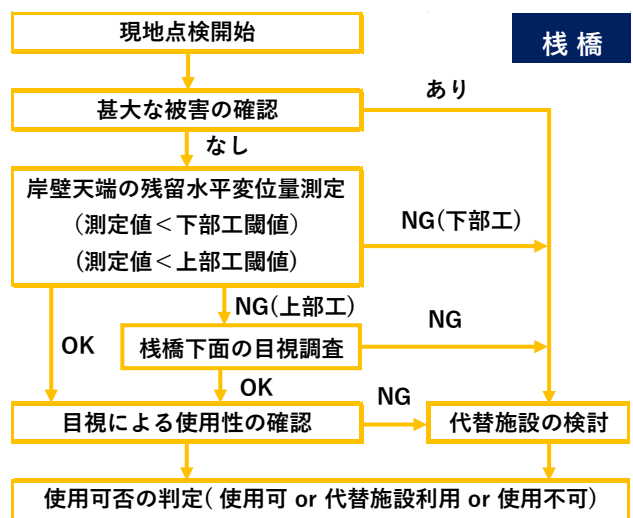 現地点検開始
桟 橋
甚大な被害の確認
あり
なし
岸壁天端の残留水平変位量測定
（測定値＜下部工閾値）
（測定値＜上部工閾値）
NG(下部工)
NG(上部工)
NG
OK
桟橋下面の目視調査
OK
NG
目視による使用性の確認
代替施設の検討
使用可否の判定( 使用可 or 代替施設利用 or 使用不可)